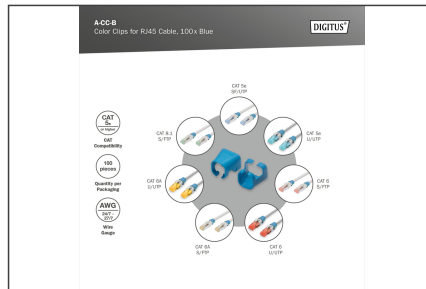 A-CC-B
Color Clips for RJ45 Cable, 100x Blue
DIGITUS®
CAT
5e
or higher
CAT
Compatibility
100
pieces
Quantity per
Packaging
AWG
24/7 -
27/7
Wire
Gauge
CAT 5e
SF/UTP
CAT 8.1
S/FTP
CAT 5e
U/UTP
CAT 6A
U/UTP
CAT 6
S/FTP
CAT 6A
S/FTP
CAT 6
U/UTP